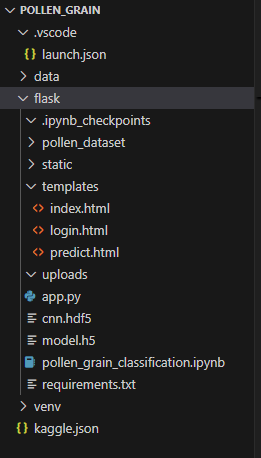 POLLEN_GRAIN
.vscode
{} launch.json
data
flask
.ipynb_checkpoints
pollen_dataset
static
templates
<> index.html
<> login.html
<> predict.html
uploads
app.py
cnn.hdf5
model.h5
pollen_grain_classification.ipynb
requirements.txt
venv
{} kaggle.json